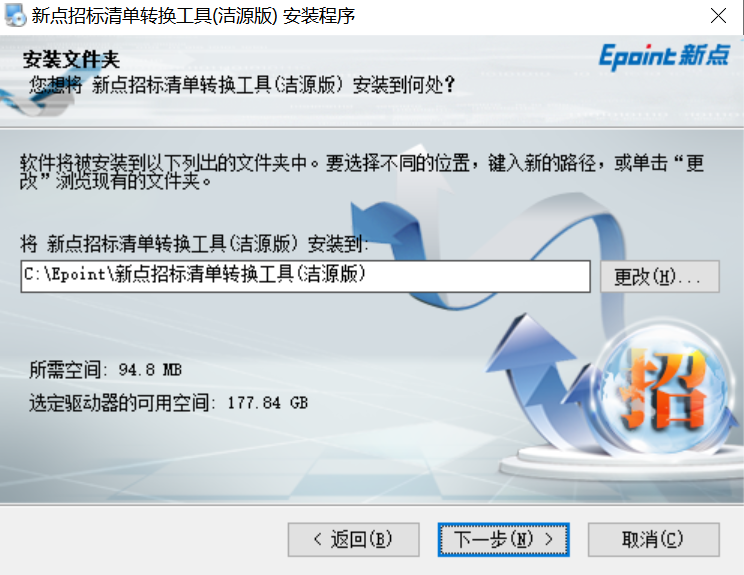 新点招标清单转换工具(洁源版) 安装程序
安装文件夹
您想将 新点招标清单转换工具(洁源版) 安装到何处?
Epoint 新点
软件将被安装到以下列出的文件夹中。要选择不同的位置，键入新的路径，或单击“更
改”浏览现有的文件夹。
将 新点招标清单转换工具(洁源版) 安装到:
C:\Epoint\新点招标清单转换工具(洁源版)
更改(H)...
所需空间: 94.8 MB
选定驱动器的可用空间: 177.84 GB
招
< 返回(B)
下一步(N) >
取消(C)